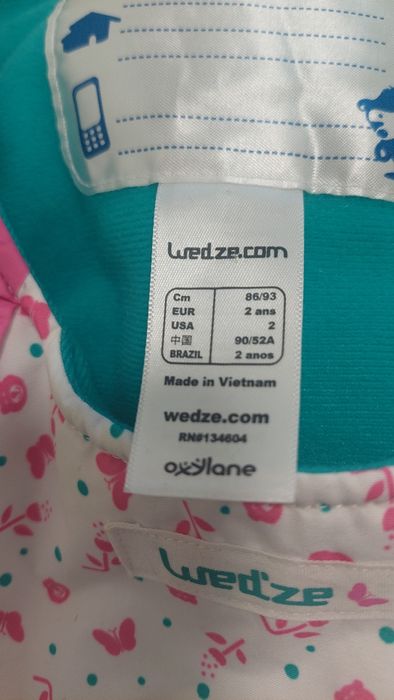 wedze.com
Cm 86/93
EUR 2 ans
USA 2
中国 90/52A
BRAZIL 2 anos
Made in Vietnam
wedze.com
RN#134604
oxylane
wed'ze